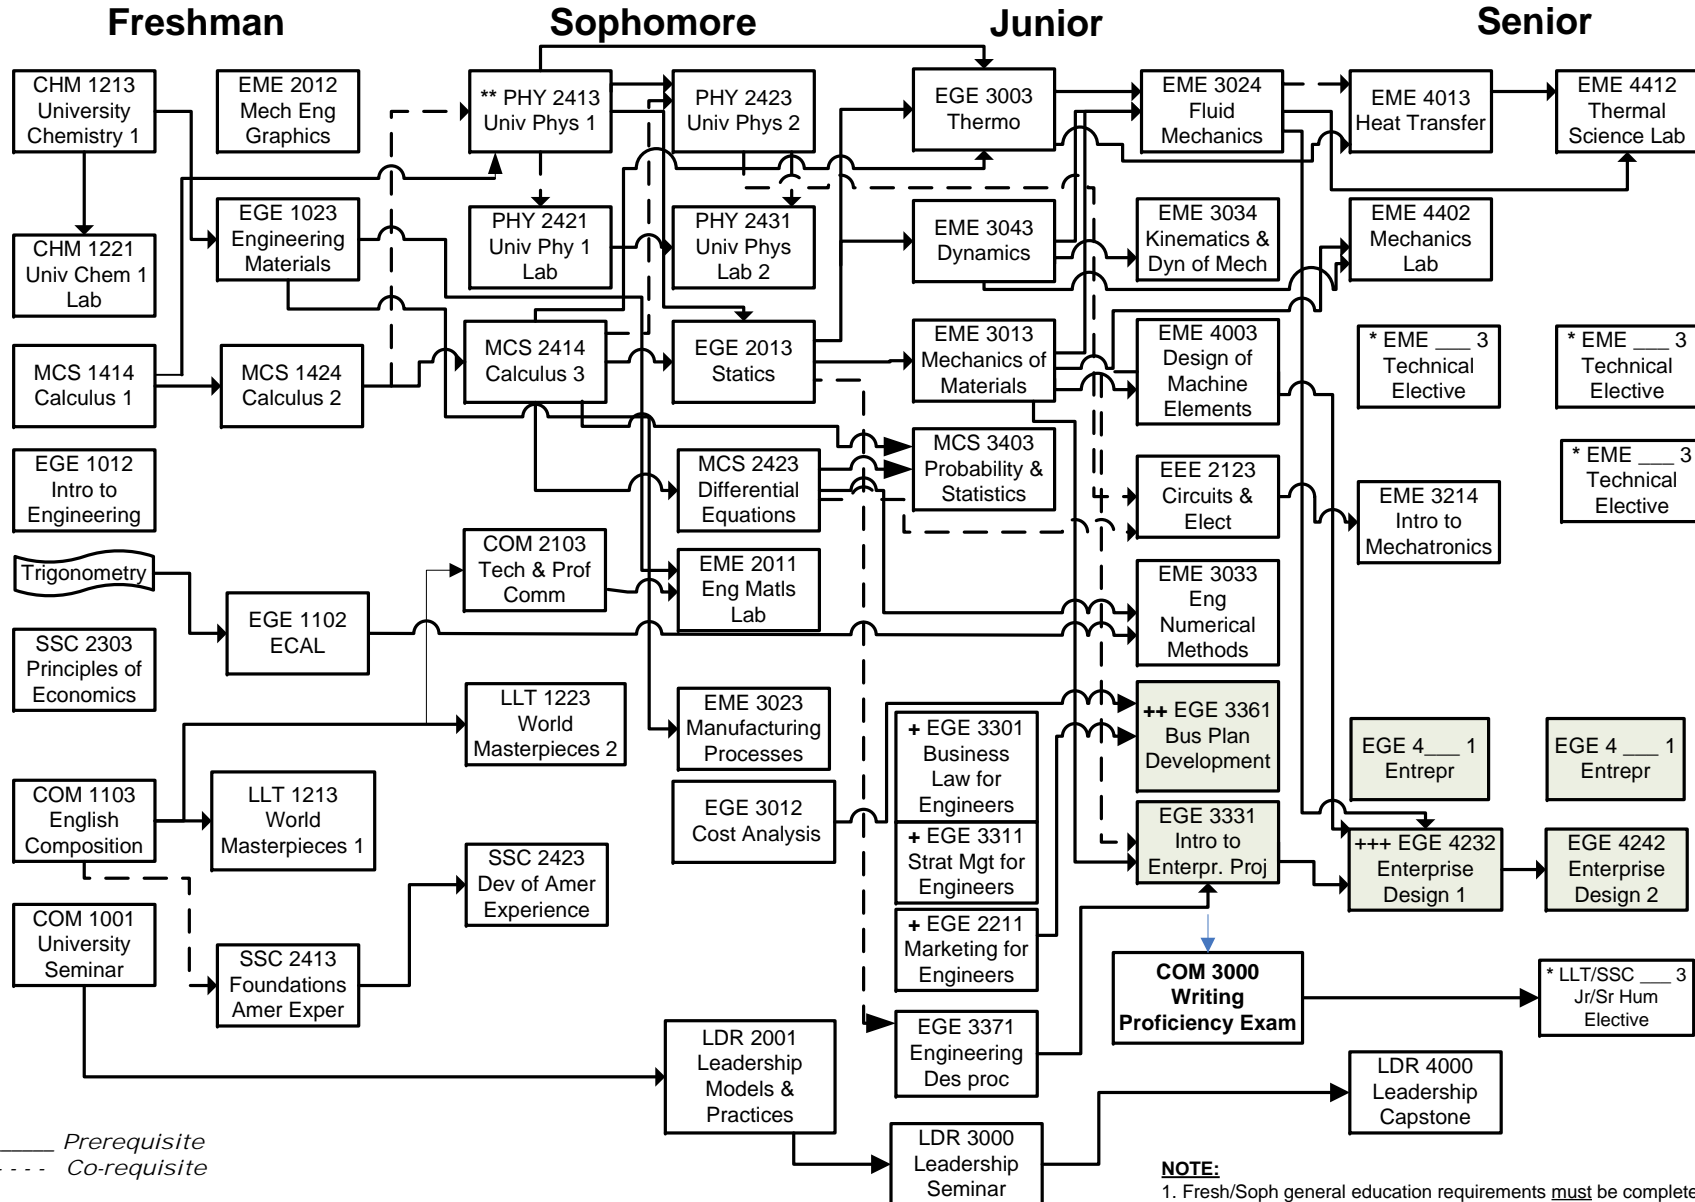 Freshman
Sophomore
Junior
Senior
CHM 1213
University
Chemistry 1
EME 2012
Mech Eng
Graphics
** PHY 2413
Univ Phys 1
PHY 2423
Univ Phys 2
EGE 3003
Thermo
EME 3024
Fluid
Mechanics
EME 4013
Heat Transfer
EME 4412
Thermal
Science Lab
CHM 1221
Univ Chem 1
Lab
EGE 1023
Engineering
Materials
PHY 2421
Univ Phy 1
Lab
PHY 2431
Univ Phys
Lab 2
EME 3043
Dynamics
EME 3034
Kinematics &
Dyn of Mech
EME 4402
Mechanics
Lab
MCS 1414
Calculus 1
MCS 1424
Calculus 2
MCS 2414
Calculus 3
EGE 2013
Statics
EME 3013
Mechanics of
Materials
EME 4003
Design of
Machine
Elements
* EME ___ 3
Technical
Elective
* EME ___ 3
Technical
Elective
EGE 1012
Intro to
Engineering
MCS 2423
Differential
Equations
MCS 3403
Probability &
Statistics
EEE 2123
Circuits &
Elect
EME 3214
Intro to
Mechatronics
* EME ___ 3
Technical
Elective
Trigonometry
EGE 1102
ECAL
COM 2103
Tech & Prof
Comm
EME 2011
Eng Matls
Lab
EME 3033
Eng
Numerical
Methods
SSC 2303
Principles of
Economics
LLT 1223
World
Masterpieces 2
EME 3023
Manufacturing
Processes
+ EGE 3301
Business
Law for
Engineers
++ EGE 3361
Bus Plan
Development
EGE 4___ 1
Entrepr
EGE 4 ___ 1
Entrepr
COM 1103
English
Composition
LLT 1213
World
Masterpieces 1
EGE 3012
Cost Analysis
+ EGE 3311
Strat Mgt for
Engineers
EGE 3331
Intro to
Enterpr. Proj
+++ EGE 4232
Enterprise
Design 1
EGE 4242
Enterprise
Design 2
SSC 2423
Dev of Amer
Experience
COM 1001
University
Seminar
SSC 2413
Foundations
Amer Exper
+ EGE 2211
Marketing for
Engineers
COM 3000
Writing
Proficiency Exam
* LLT/SSC ___ 3
Jr/Sr Hum
Elective
LDR 2001
Leadership
Models &
Practices
EGE 3371
Engineering
Des proc
LDR 4000
Leadership
Capstone
LDR 3000
Leadership
Seminar
_____ Prerequisite
- - - - Co-requisite
NOTE:
1. Fresh/Soph general education requirements must be complete